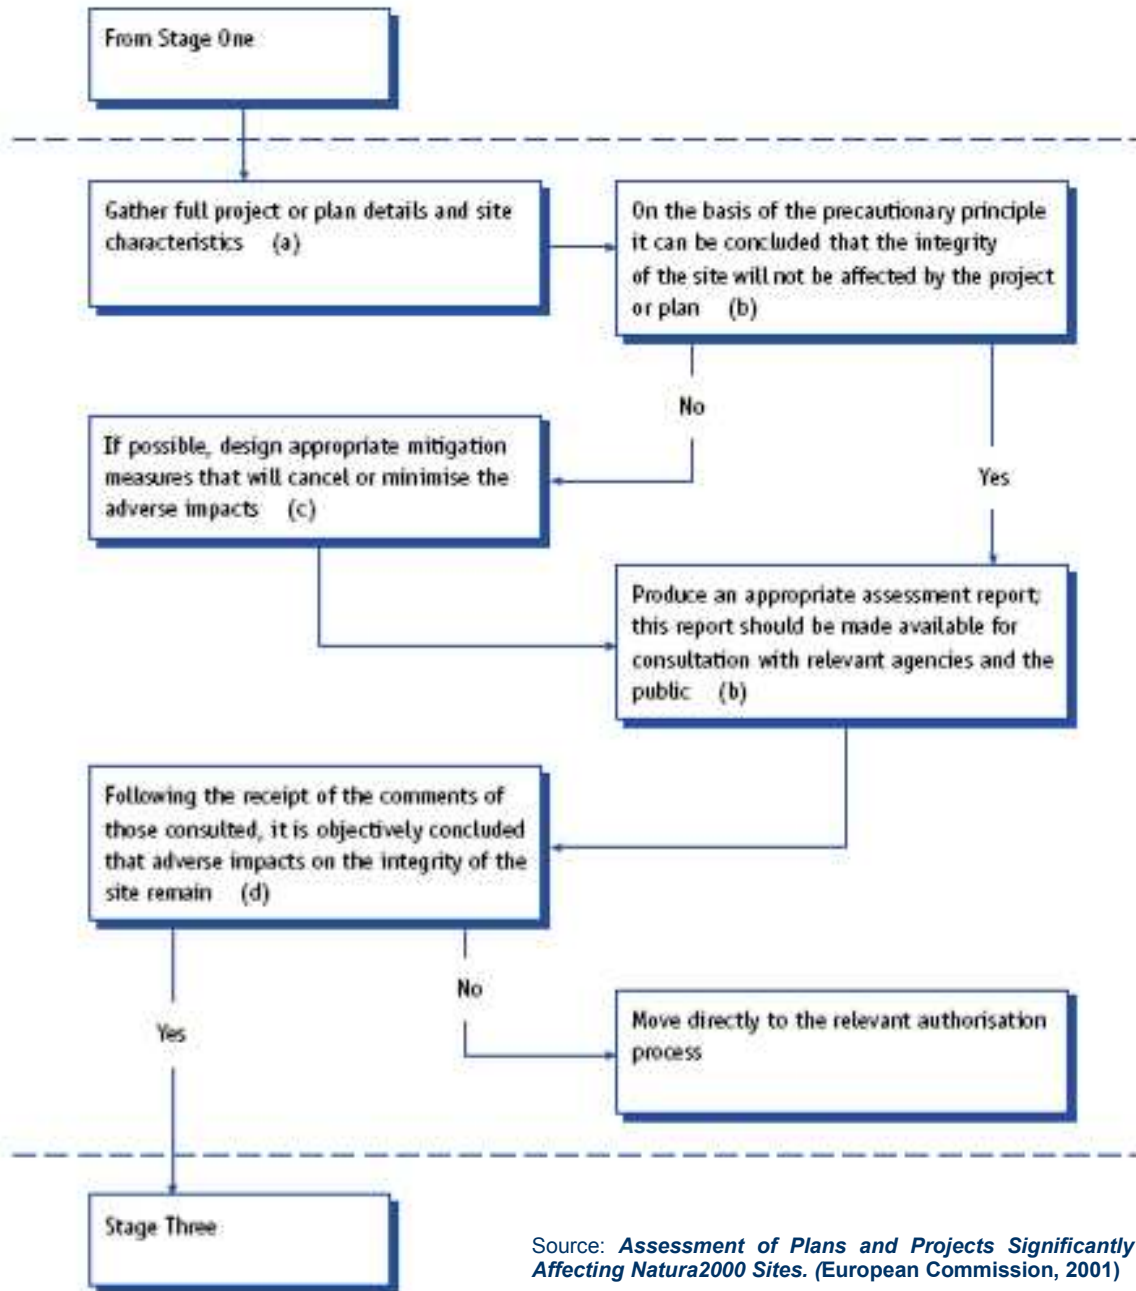 From Stage One
Gather full project or plan details and site
characteristics (a)
On the basis of the precautionary principle
it can be concluded that the integrity
of the site will not be affected by the project
or plan (b)
No
Yes
If possible, design appropriate mitigation
measures that will cancel or minimise the
adverse impacts (c)
Produce an appropriate assessment report;
this report should be made available for
consultation with relevant agencies and the
public (b)
Following the receipt of the comments of
those consulted, it is objectively concluded
that adverse impacts on the integrity of the
site remain (d)
No
Yes
Move directly to the relevant authorisation
process
Stage Three
Source: Assessment of Plans and Projects Significantly
Affecting Natura2000 Sites. (European Commission, 2001)